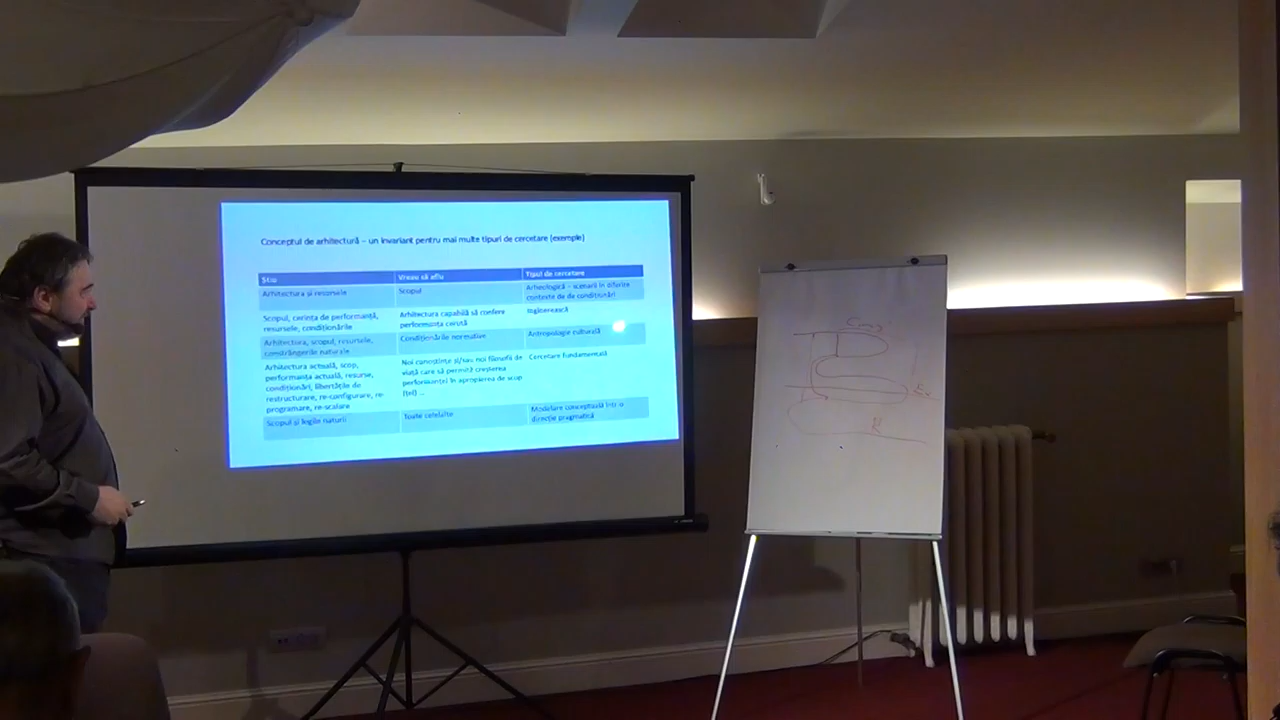 Conceptul de arhitectură – un invariant pentru mai multe tipuri de cercetare (exemple)
Știu
Vreau să aflu
Tipul de cercetare
Arhitectura și resursele
Scopul
Arheologică – scenarii în diferite
contexte de de condiționări
Scopul, cerința de performanță,
resursele, condiționările
Arhitectura capabilă să confere
performanța cerută
Inginerească
Arhitectura, scopul, resursele,
constrângerile naturale
Condiționările normative
Antropologie culturală
Arhitectura actuală, scop,
performanța actuală, resurse,
condiționări, libertățile de
restructurare, re-configurare, re-
programare, re-scalare
Noi cunoștințe și/sau noi filosofii de
viață care să permită creșterea
performanței în apropierea de scop
(țel) ...
Cercetare fundamentală
Scopul și legile naturii
Toate celelalte
Modelare conceptuală într-o
direcție pragmatică